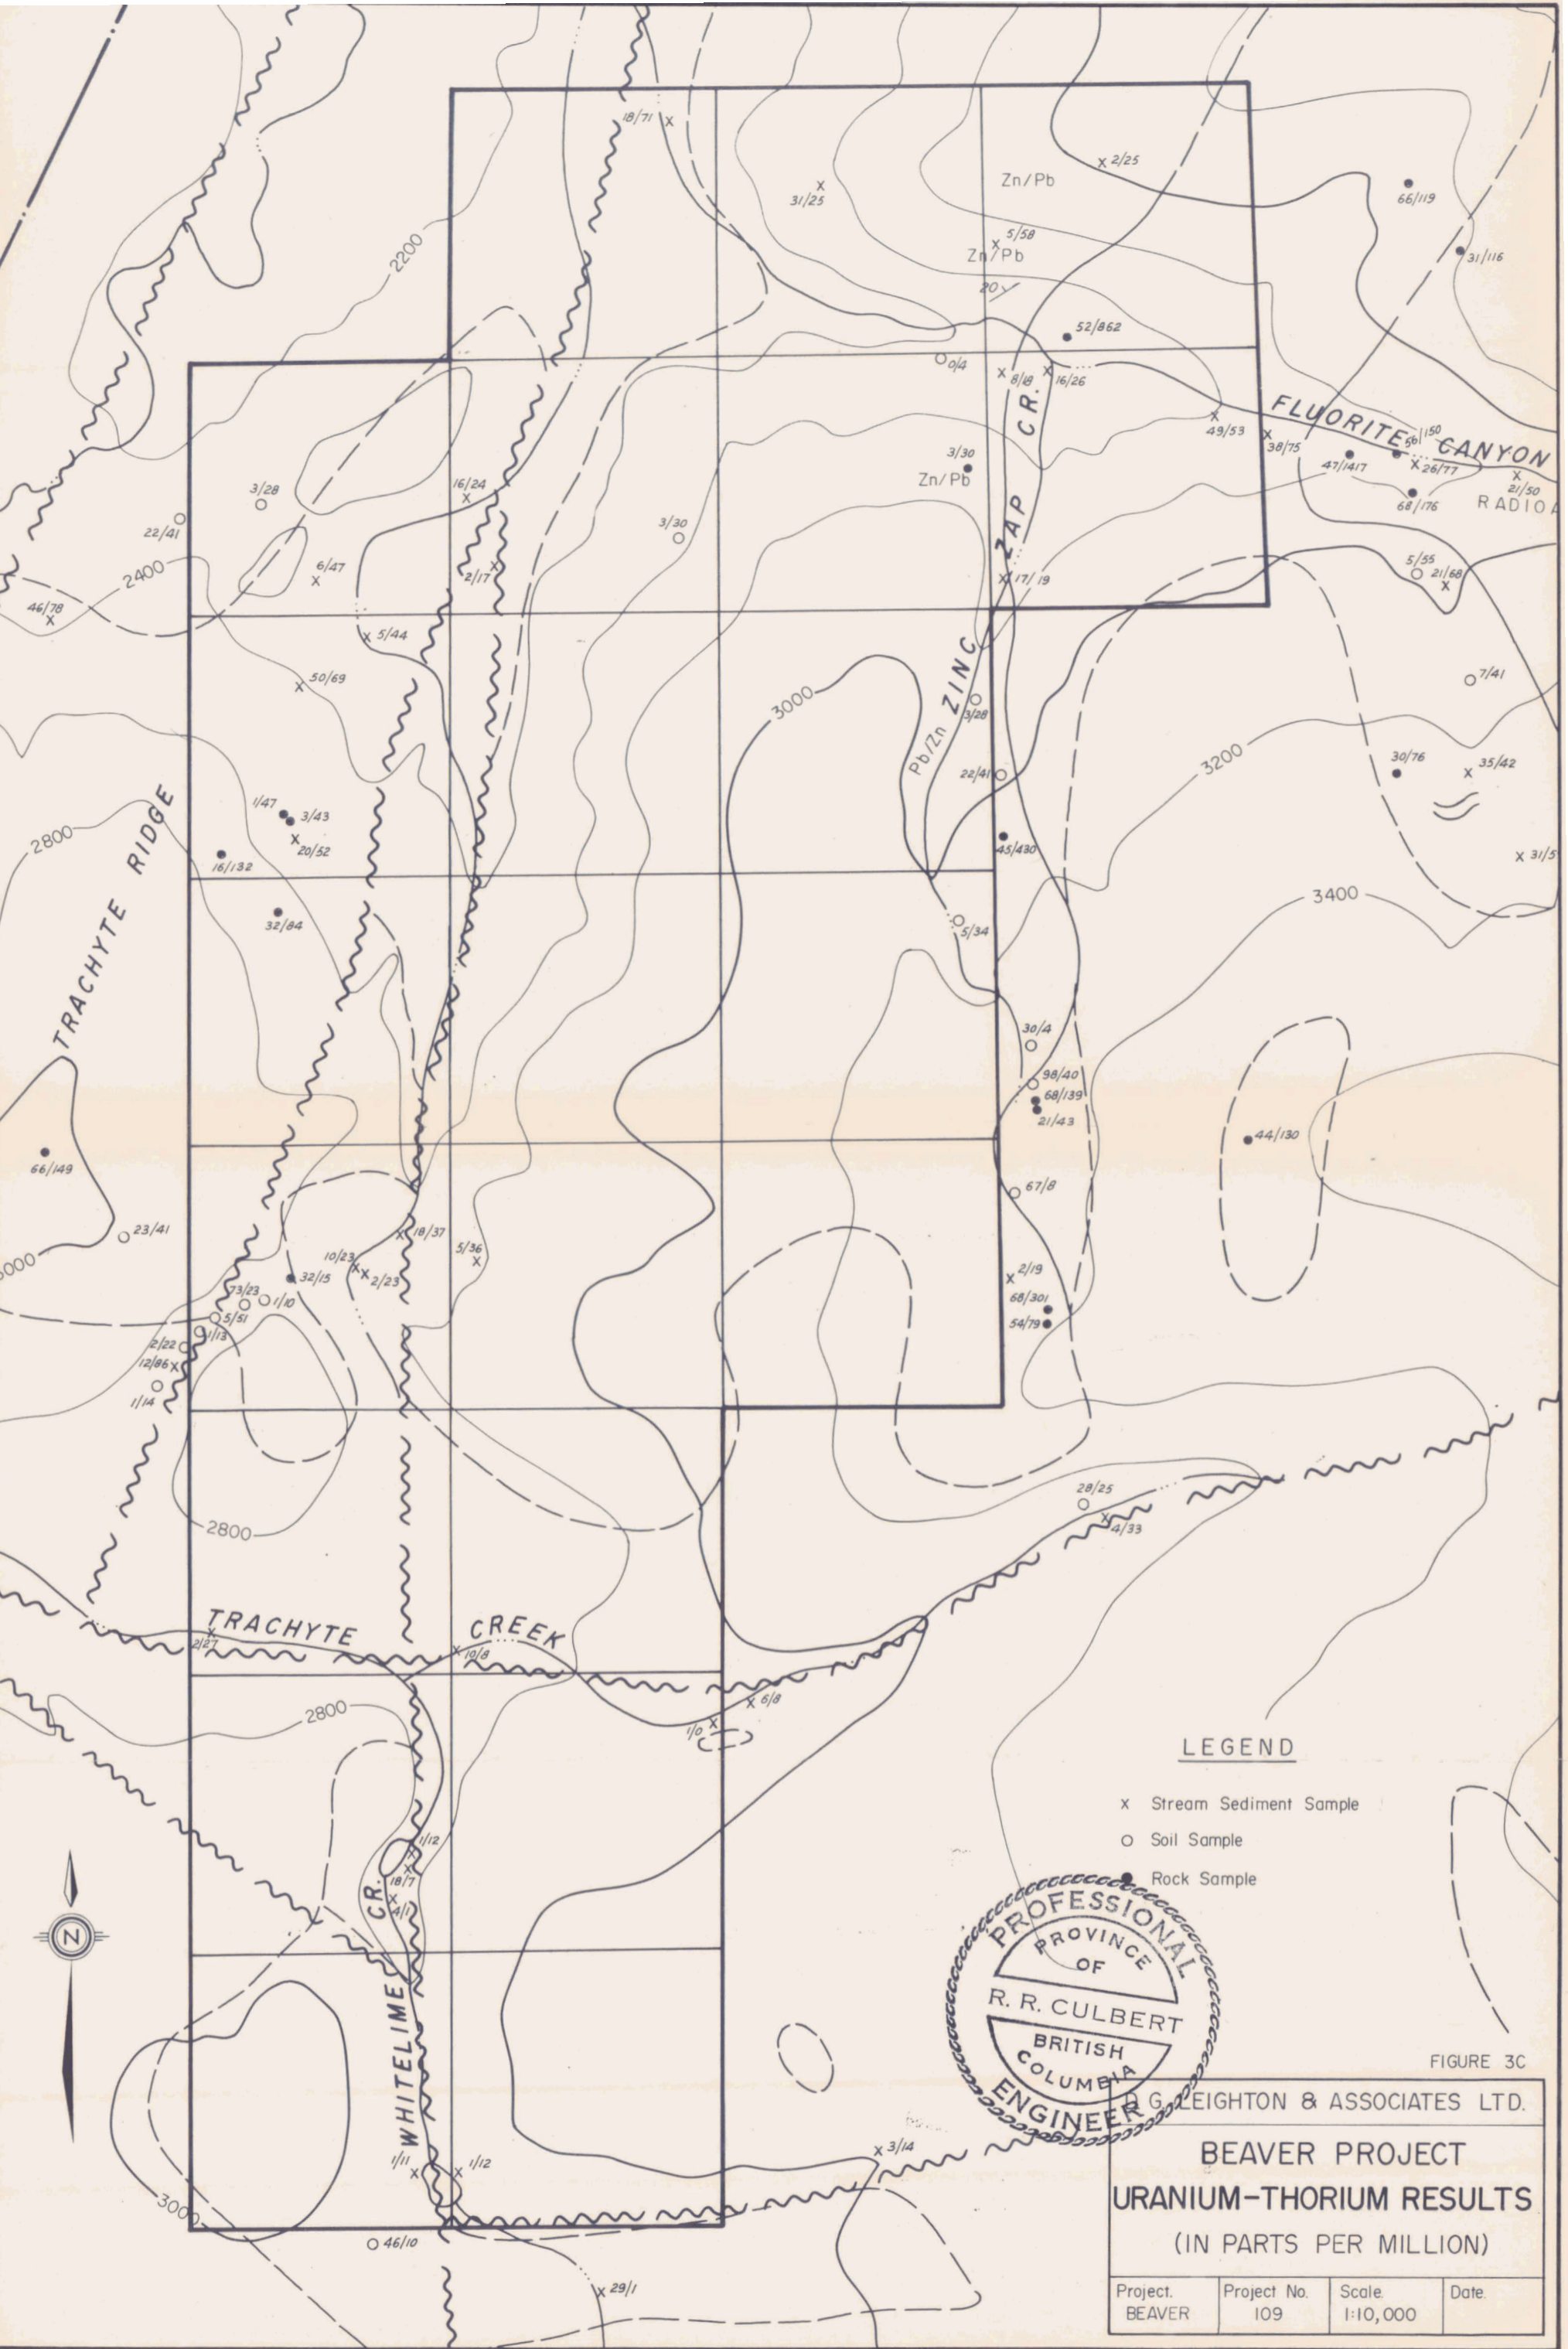 18/71
2/25
Zn/Pb
31/25
66/119
5/58
Zn/Pb
31/116
2200
20
52/862
0/4
8/18
16/26
FLUORITE CANYON
49/53
38/75
50/150
47/1417
26/77
21/50
68/176
RADIOA
3/30
Zn/Pb
16/24
3/28
22/41
3/30
ZINC ZAP CR.
2400
6/47
2/17
17/19
5/55
21/68
46/78
5/44
50/69
7/41
3000
3/28
Pb/Zn
22/41
3200
30/76
35/42
1/47
3/43
20/52
2800
16/132
45/430
31/5
TRACHYTE RIDGE
32/84
5/34
3400
30/4
98/40
68/139
21/43
44/130
66/149
67/8
23/41
18/37
5/36
10/23
2/23
32/15
000
73/23
1/10
5/51
1/13
2/22
12/86
1/14
2/19
68/301
54/79
28/25
4/33
2800
TRACHYTE CREEK
2/27
10/8
6/8
1/0
2800
LEGEND
x Stream Sediment Sample
Soil Sample
Rock Sample
1/12
18/7
4/1
WHITELIME CR.
N
PROFESSIONAL
PROVINCE
OF
R. R. CULBERT
BRITISH
COLUMBIA
ENGINEER
3/14
1/11
1/12
3000
46/10
29/1
FIGURE 3C
D.G. LEIGHTON & ASSOCIATES LTD.
BEAVER PROJECT
URANIUM-THORIUM RESULTS
(IN PARTS PER MILLION)
Project.
BEAVER
Project No.
109
Scale.
1:10,000
Date.